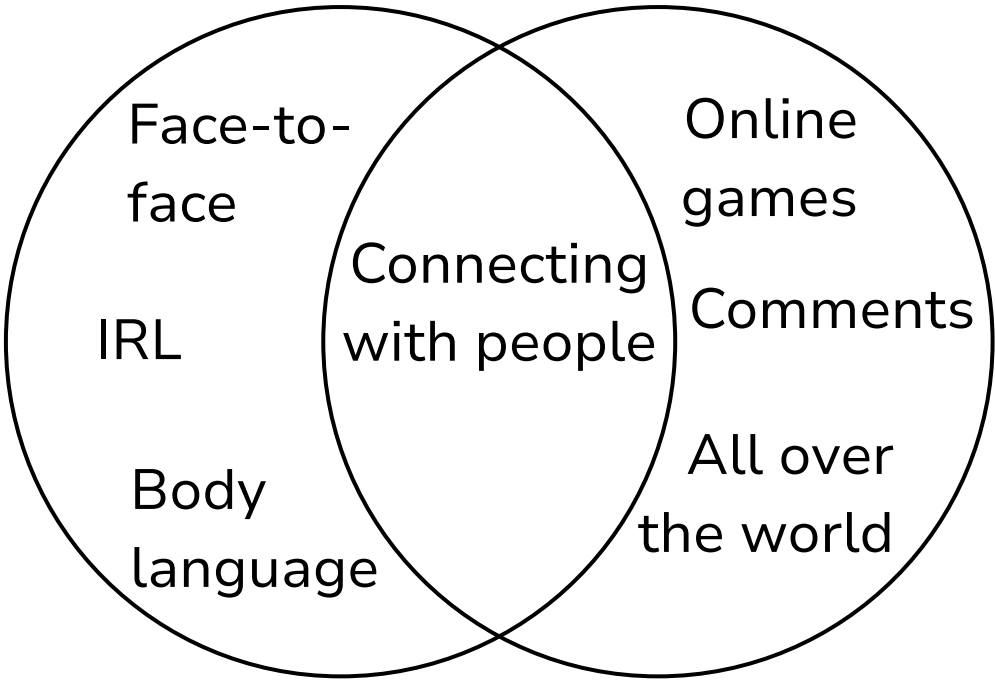 Face-to-
face
IRL
Body
language
Connecting
with people
Online
games
Comments
All over
the world